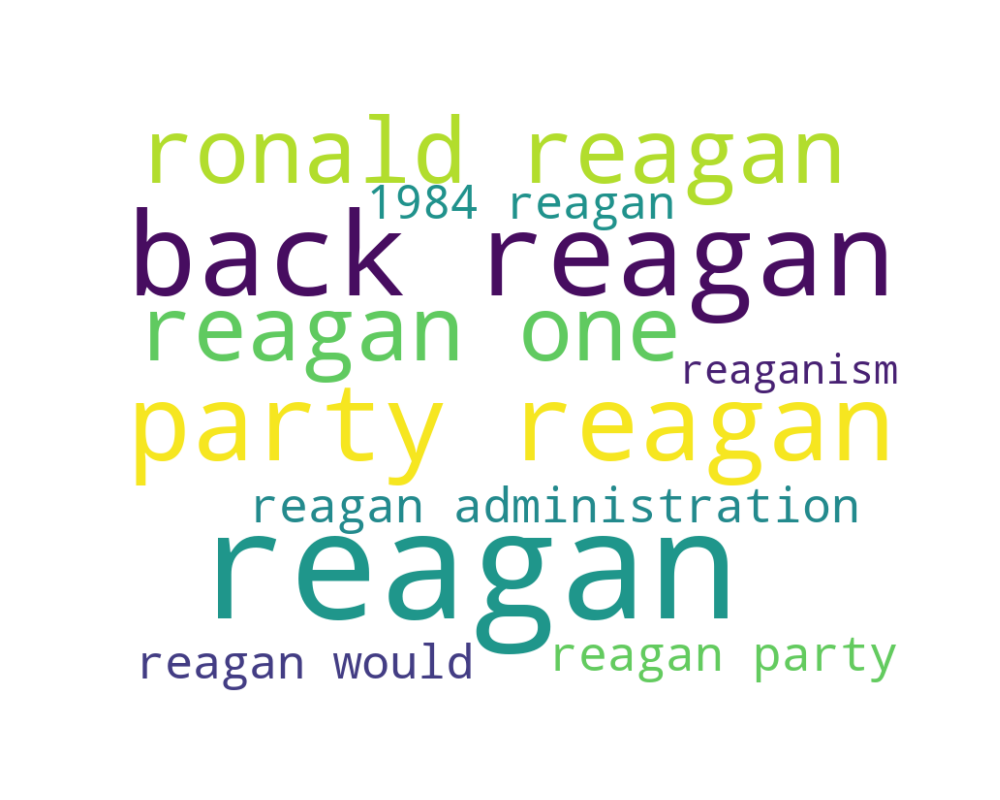 ronald reagan
1984 reagan
back reagan
reagan one
reaganism
party reagan
reagan administration
reagan
reagan would
reagan party